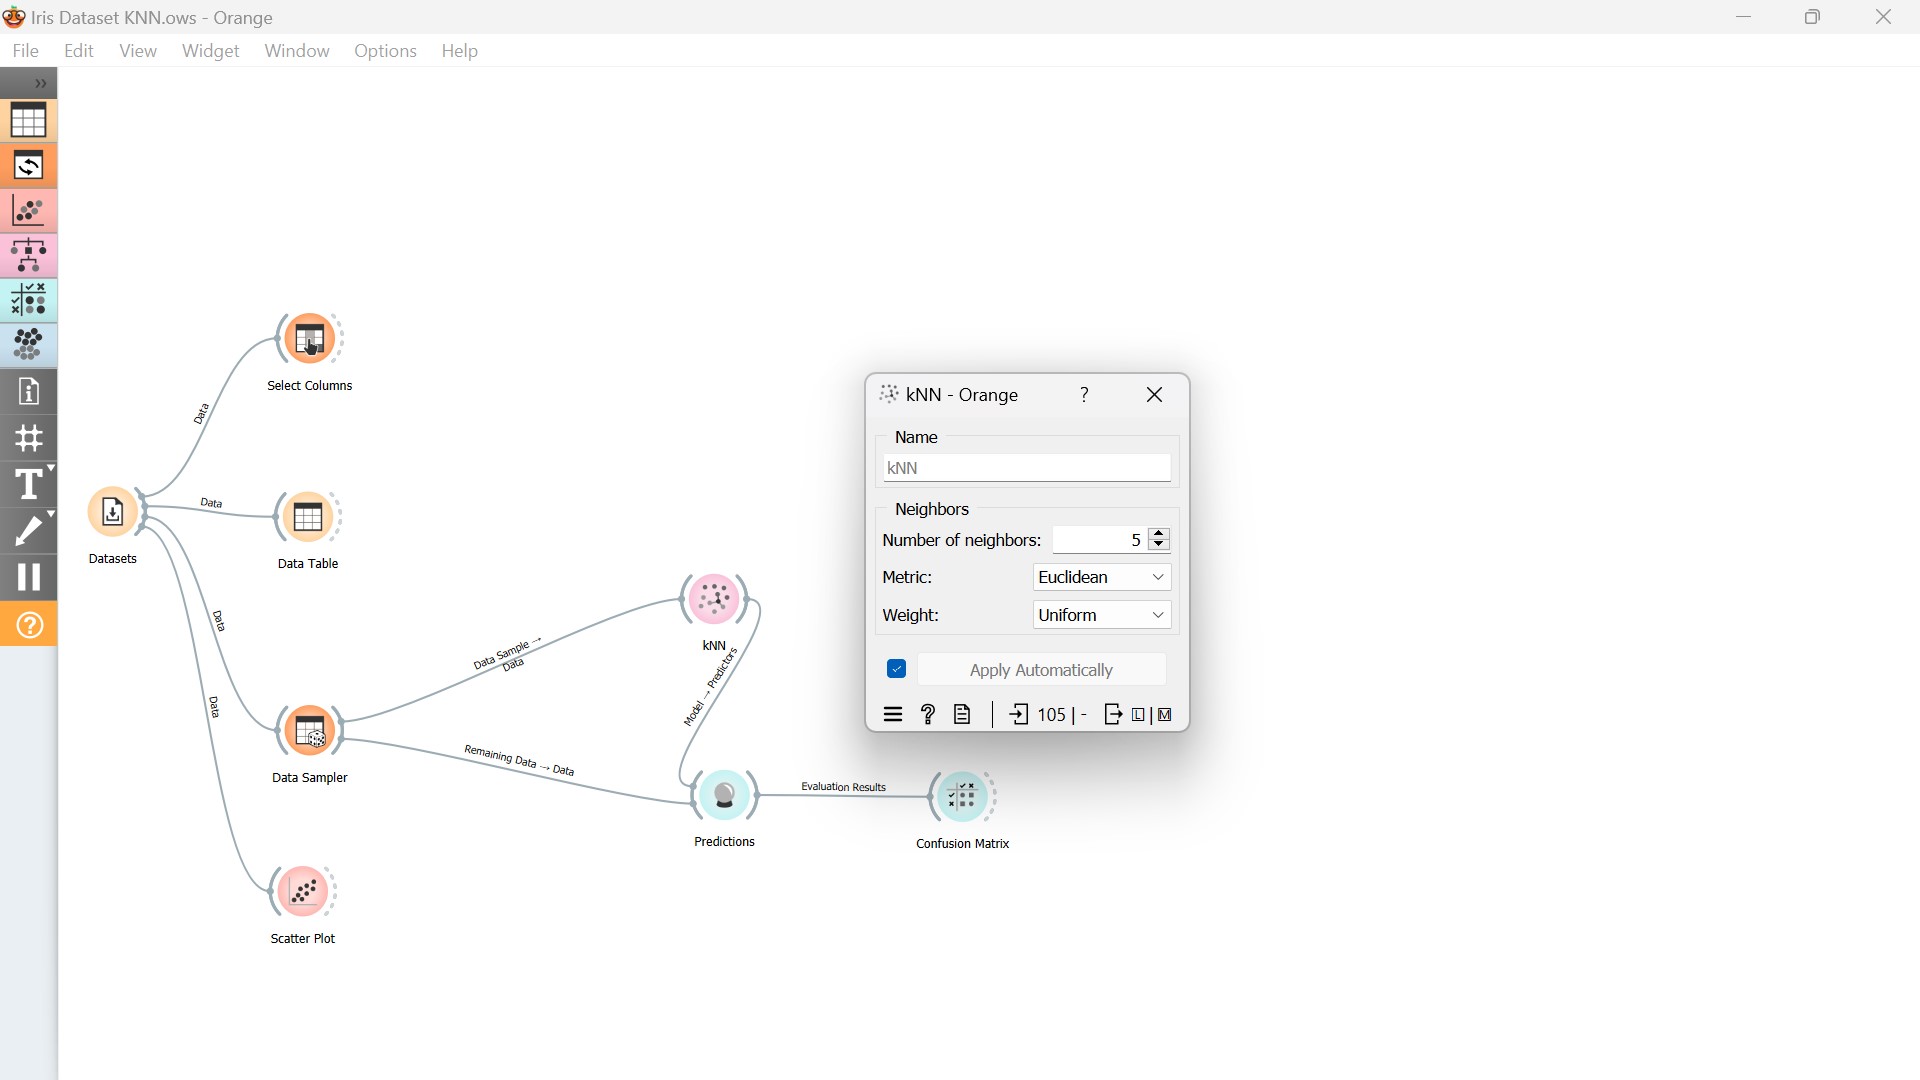 Iris Dataset KNN.ows - Orange
File Edit View Widget Window Options Help
Select Columns
Data
Data
Datasets
Data Table
Data
Data
Data Sample → Data
kNN
Model → Predictors
Data Sampler
Remaining Data → Data
Predictions
Evaluation Results
Confusion Matrix
Scatter Plot
kNN - Orange ?
Name
kNN
Neighbors
Number of neighbors: 5
Metric: Euclidean
Weight: Uniform
Apply Automatically
? 105 | - L | M